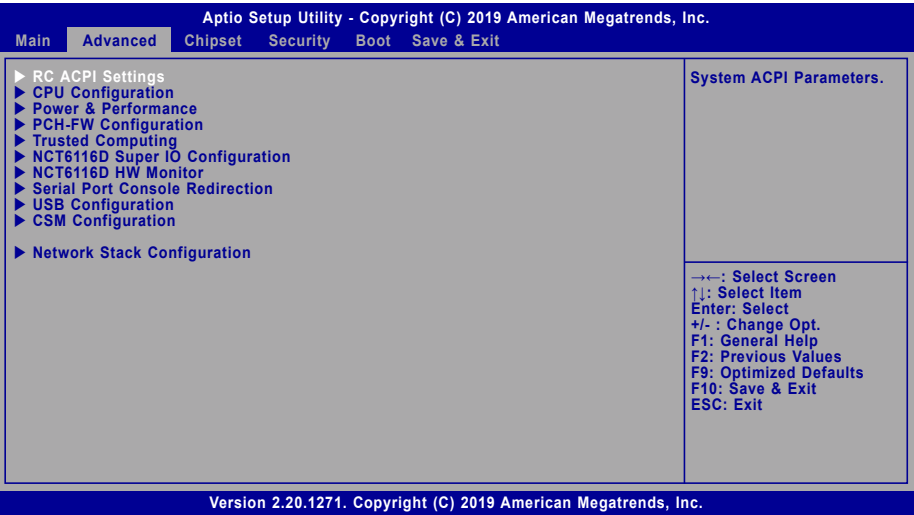 Aptio Setup Utility - Copyright (C) 2019 American Megatrends, Inc.
Main Advanced Chipset Security Boot Save & Exit
▶ RC ACPI Settings
▶ CPU Configuration
▶ Power & Performance
▶ PCH-FW Configuration
▶ Trusted Computing
▶ NCT6116D Super IO Configuration
▶ NCT6116D HW Monitor
▶ Serial Port Console Redirection
▶ USB Configuration
▶ CSM Configuration
▶ Network Stack Configuration
System ACPI Parameters.
→←: Select Screen
↑↓: Select Item
Enter: Select
+/- : Change Opt.
F1: General Help
F2: Previous Values
F9: Optimized Defaults
F10: Save & Exit
ESC: Exit
Version 2.20.1271. Copyright (C) 2019 American Megatrends, Inc.